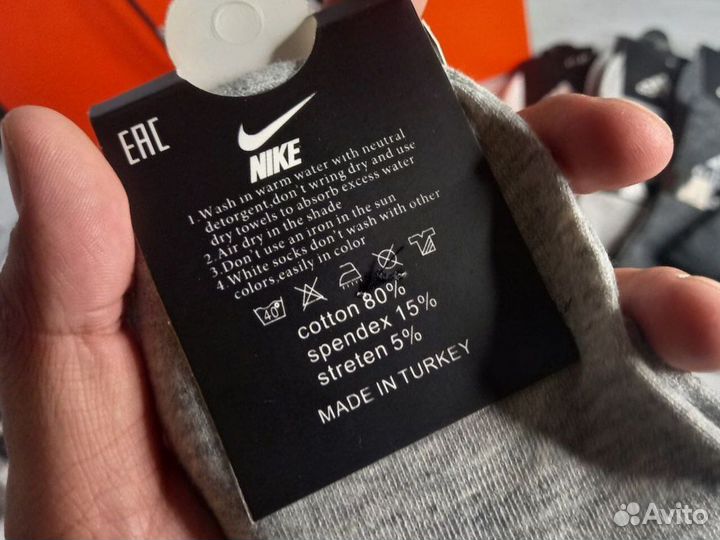 EAC
NIKE
1.Wash in warm water with neutral
detergent,don't wring dry and use
dry towels to absorb excess water
2.Air dry in the shade
3.Don't use an iron in the sun
4.White socks don't wash with other
colors,easily in color
40°
cotton 80%
spendex 15%
streten 5%
MADE IN TURKEY
Avito